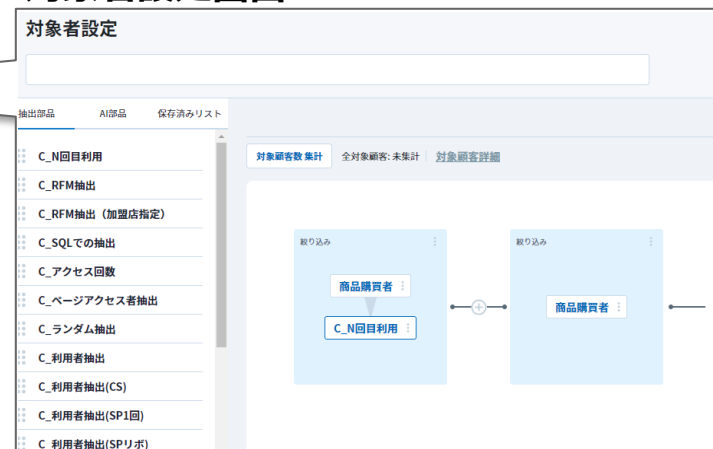 対象者設定
抽出部品 AI部品 保存済みリスト
C_N回目利用
C_RFM抽出
C_RFM抽出（加盟店指定）
C_SQLでの抽出
C_アクセス回数
C_ページアクセス者抽出
C_ランダム抽出
C_利用者抽出
C_利用者抽出(CS)
C_利用者抽出(SP1回)
C_利用者抽出(SPリボ)
対象顧客数 集計 全対象顧客: 未集計 対象顧客詳細
絞り込み
商品購買者
C_N回目利用
絞り込み
商品購買者